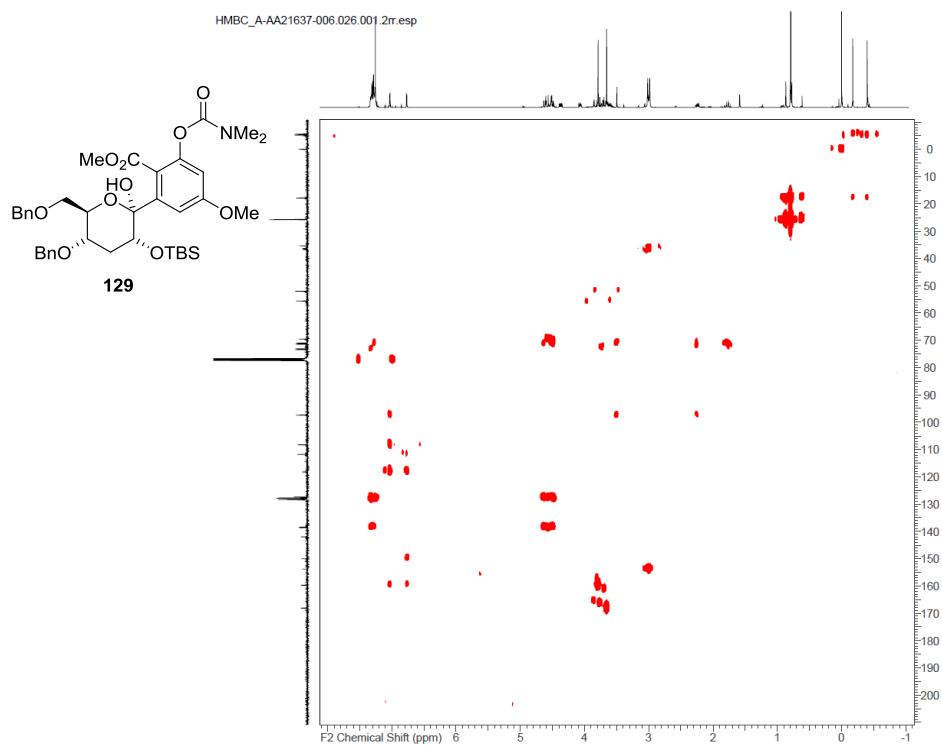 HMBC_A-AA21637-006.026.001.2rr.esp
O
O
NMe2
MeO2C
HO
O
BnO
OMe
BnO
OTBS
129
0
10
20
30
40
50
60
70
80
90
100
110
120
130
140
150
160
170
180
190
200
F2 Chemical Shift (ppm) 6 5 4 3 2 1 0 -1